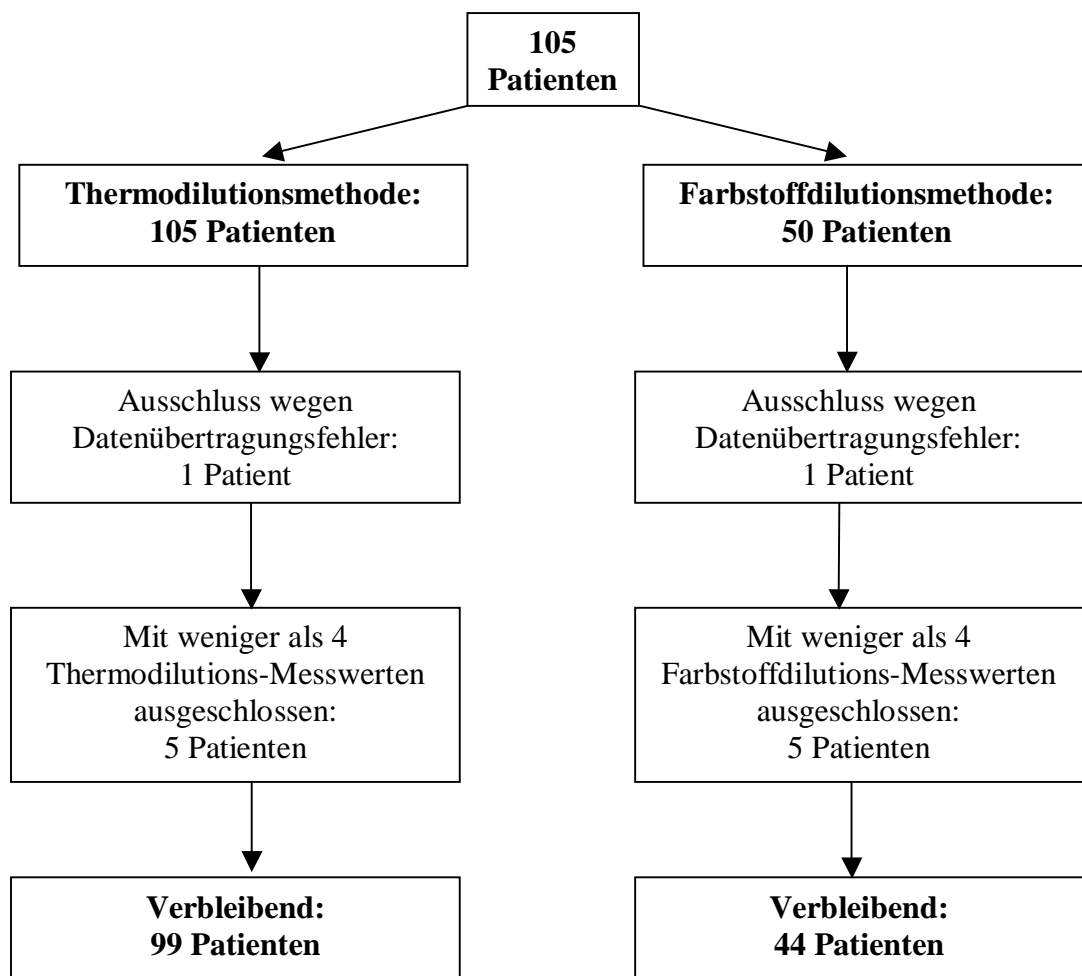 105
Patienten
Thermodilutionsmethode:
105 Patienten
Farbstoffdilutionsmethode:
50 Patienten
Ausschluss wegen
Datenübertragungsfehler:
1 Patient
Ausschluss wegen
Datenübertragungsfehler:
1 Patient
Mit weniger als 4
Thermodilutions-Messwerten
ausgeschlossen:
5 Patienten
Mit weniger als 4
Farbstoffdilutions-Messwerten
ausgeschlossen:
5 Patienten
Verbleibend:
99 Patienten
Verbleibend:
44 Patienten